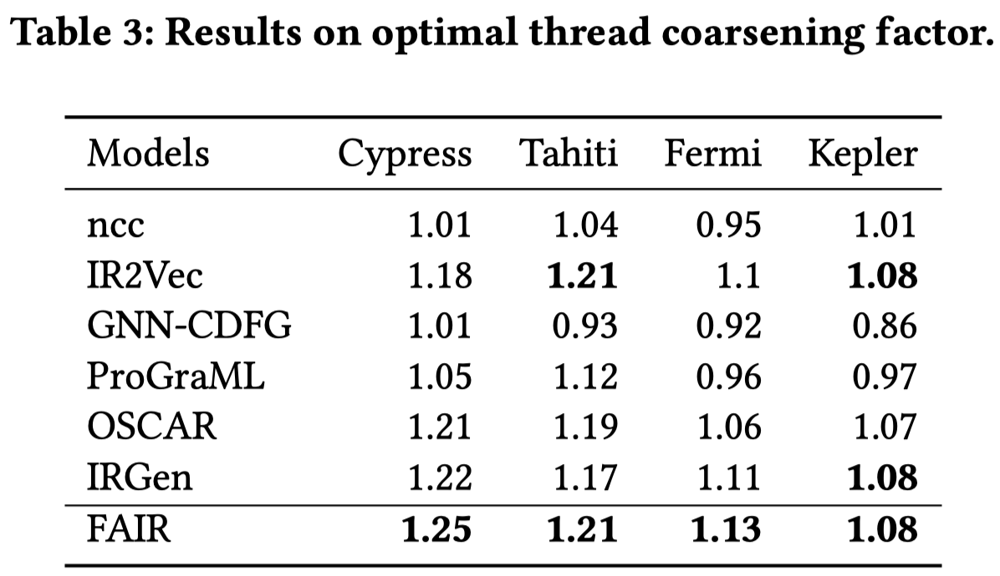 Table 3: Results on optimal thread coarsening factor.
Models Cypress Tahiti Fermi Kepler
ncc 1.01 1.04 0.95 1.01
IR2Vec 1.18 1.21 1.1 1.08
GNN-CDFG 1.01 0.93 0.92 0.86
ProGraML 1.05 1.12 0.96 0.97
OSCAR 1.21 1.19 1.06 1.07
IRGen 1.22 1.17 1.11 1.08
FAIR 1.25 1.21 1.13 1.08